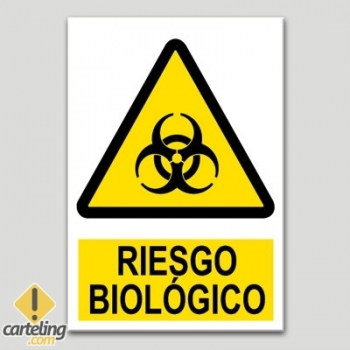 RIESGO
BIOLÓGICO
!
carteling
.com